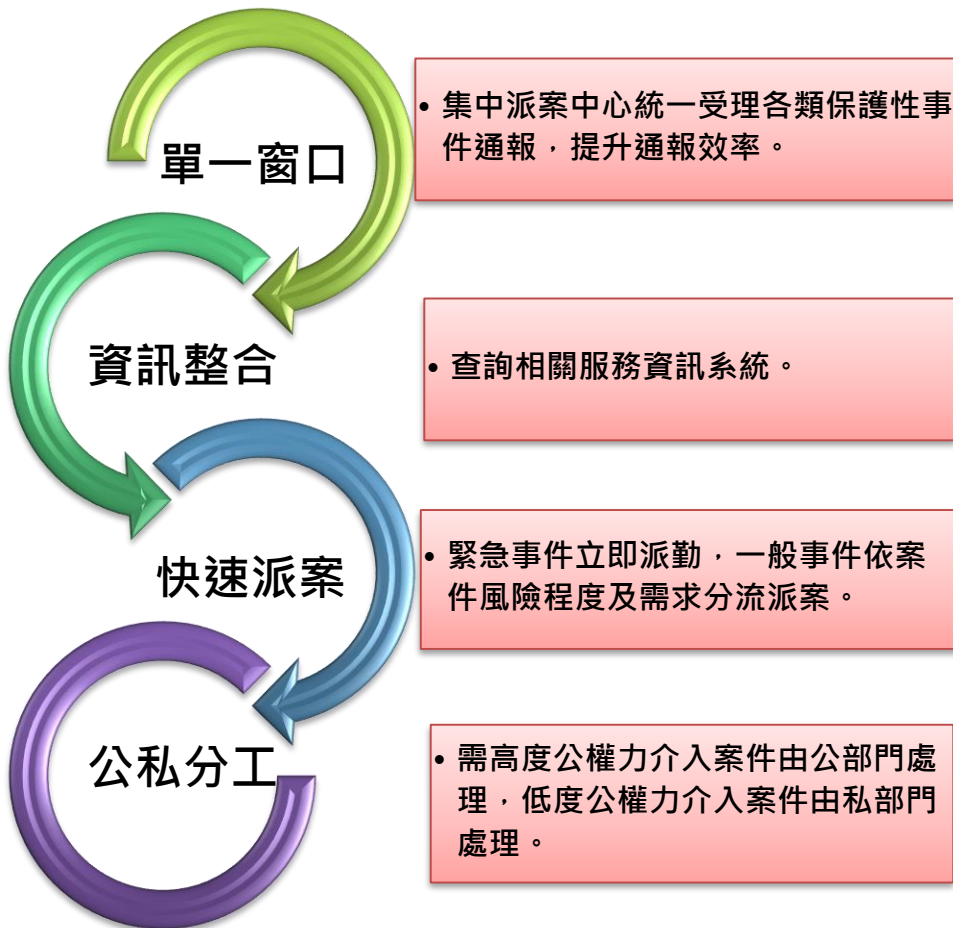 單一窗口
• 集中派案中心統一受理各類保護性事
件通報，提升通報效率。
資訊整合
• 查詢相關服務資訊系統。
快速派案
• 緊急事件立即派勤，一般事件依案
件風險程度及需求分流派案。
公私分工
• 需高度公權力介入案件由公部門處
理，低度公權力介入案件由私部門
處理。